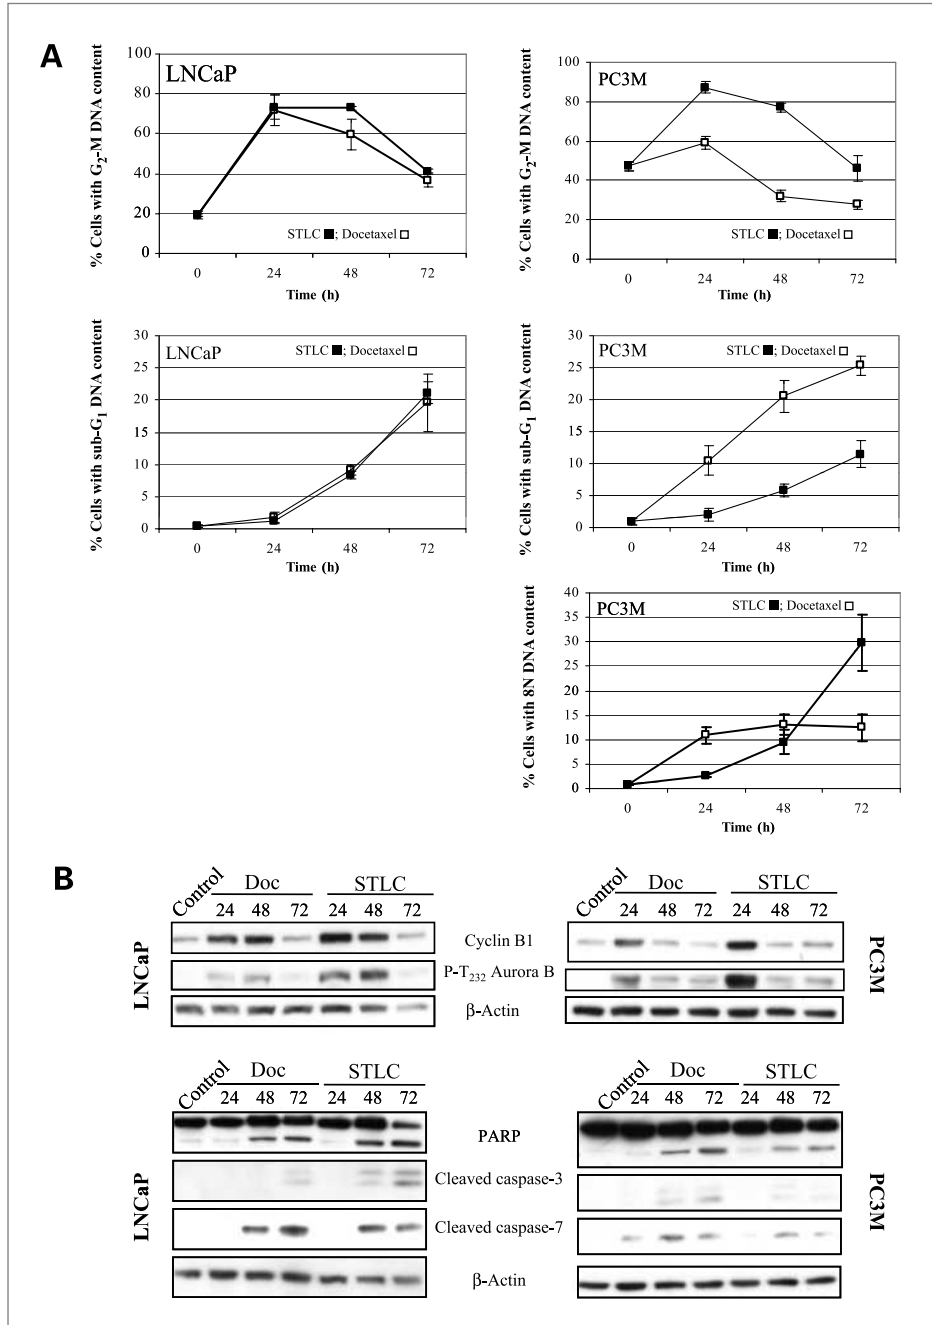 A
% Cells with G2-M DNA content
100
80
60
40
20
0
LNCaP
STLC ■; Docetaxel □
0 24 48 72
Time (h)
% Cells with G2-M DNA content
100
80
60
40
20
0
PC3M
STLC ■; Docetaxel □
0 24 48 72
Time (h)
% Cells with sub-G1 DNA content
30
25
20
15
10
5
0
LNCaP
STLC ■; Docetaxel □
0 24 48 72
Time (h)
% Cells with sub-G1 DNA content
30
25
20
15
10
5
0
PC3M
STLC ■; Docetaxel □
0 24 48 72
Time (h)
% Cells with 8N DNA content
40
35
30
25
20
15
10
5
0
PC3M
STLC ■; Docetaxel □
0 24 48 72
Time (h)
B
Control Doc STLC
24 48 72 24 48 72
LNCaP
Control Doc STLC
24 48 72 24 48 72
PC3M
Cyclin B1
P-T232 Aurora B
β-Actin
Control Doc STLC
24 48 72 24 48 72
LNCaP
Control Doc STLC
24 48 72 24 48 72
PC3M
PARP
Cleaved caspase-3
Cleaved caspase-7
β-Actin